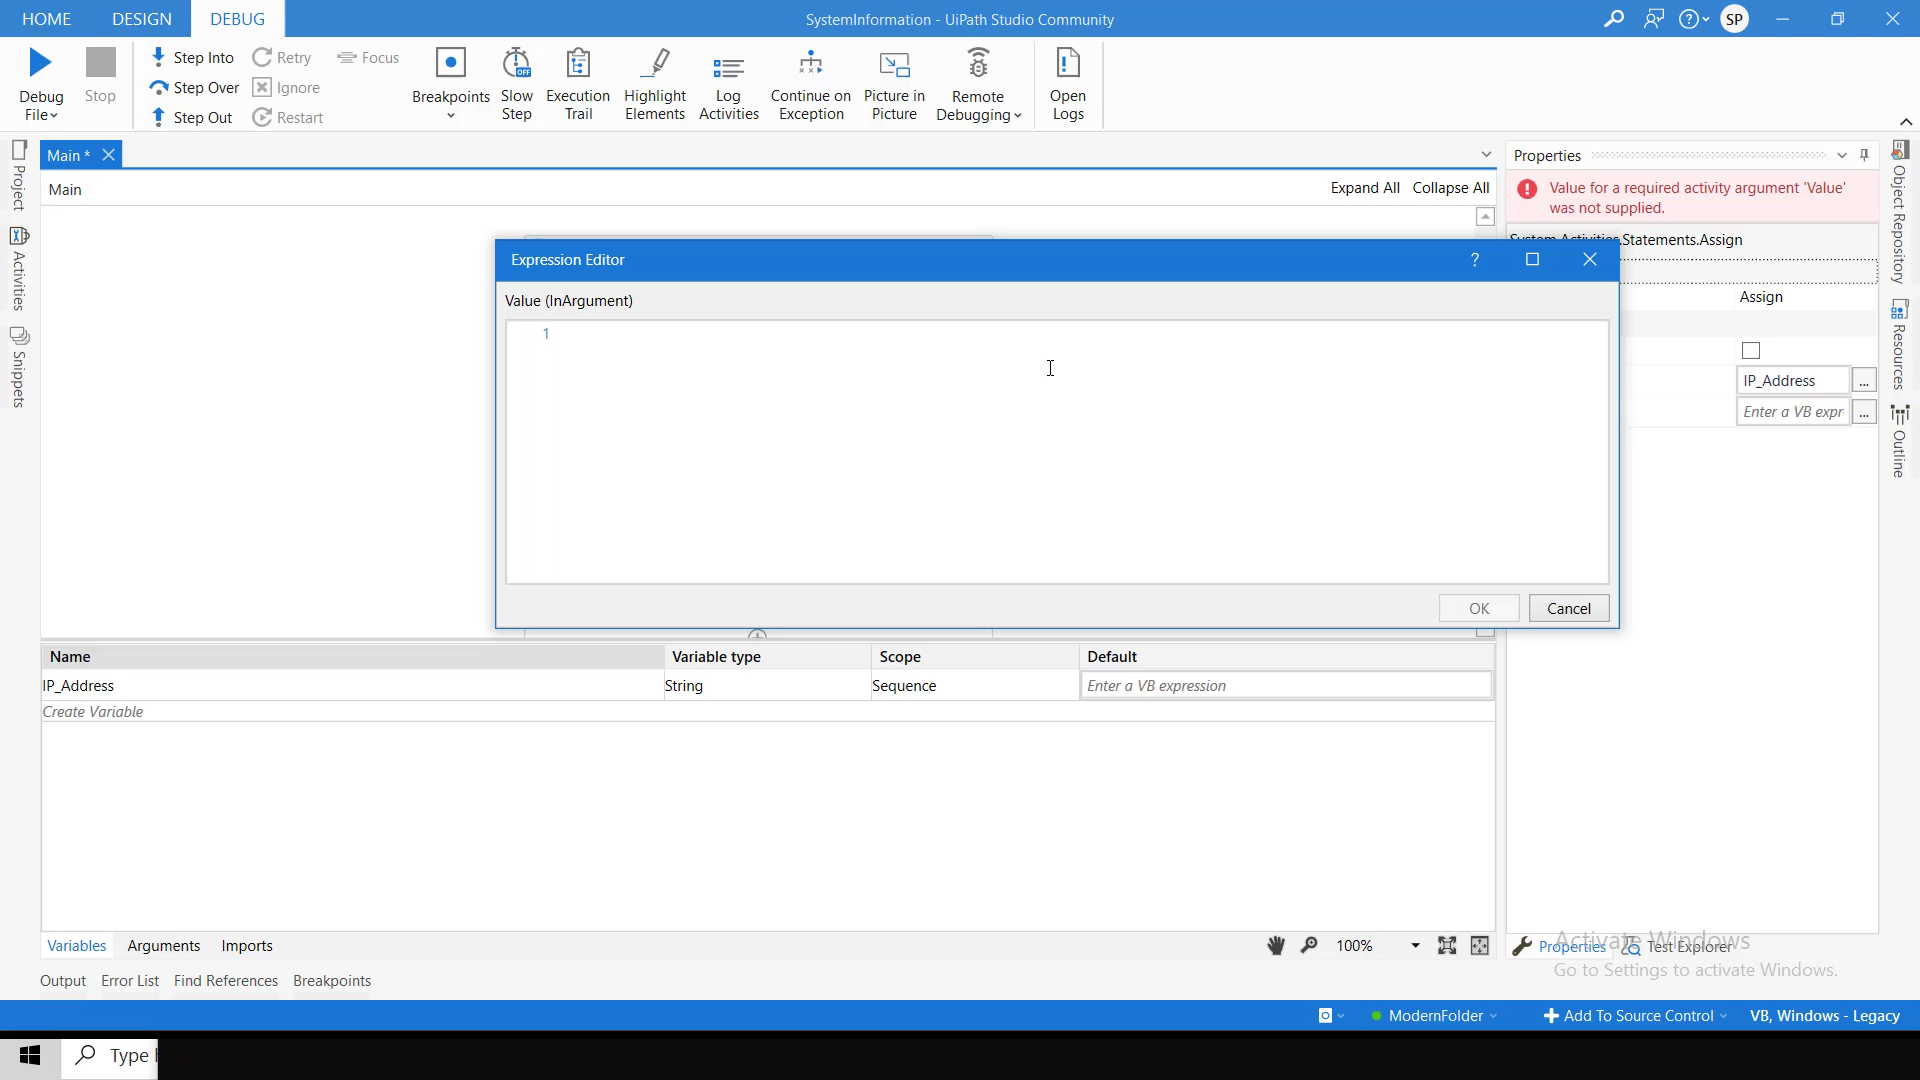 HOME DESIGN DEBUG SystemInformation - UiPath Studio Community SP
Debug File Stop Step Into Retry Focus
Step Over Ignore
Step Out Restart
Breakpoints Slow Step Execution Trail Highlight Elements Log Activities Continue on Exception Picture in Picture Remote Debugging Open Logs
OFF
Project
Activities
Snippets
Main *
Main Expand All Collapse All
Properties
Value for a required activity argument 'Value'
was not supplied.
System.Activities.Statements.Assign
Assign
IP_Address ...
Enter a VB expr ...
Object Repository
Resources
Outline
Expression Editor ?
Value (InArgument)
1
OK Cancel
Name Variable type Scope Default
IP_Address String Sequence Enter a VB expression
Create Variable
Variables Arguments Imports 100%
Properties Test Explorer
Activate Windows
Go to Settings to activate Windows.
Output Error List Find References Breakpoints
ModernFolder Add To Source Control VB, Windows - Legacy
Type